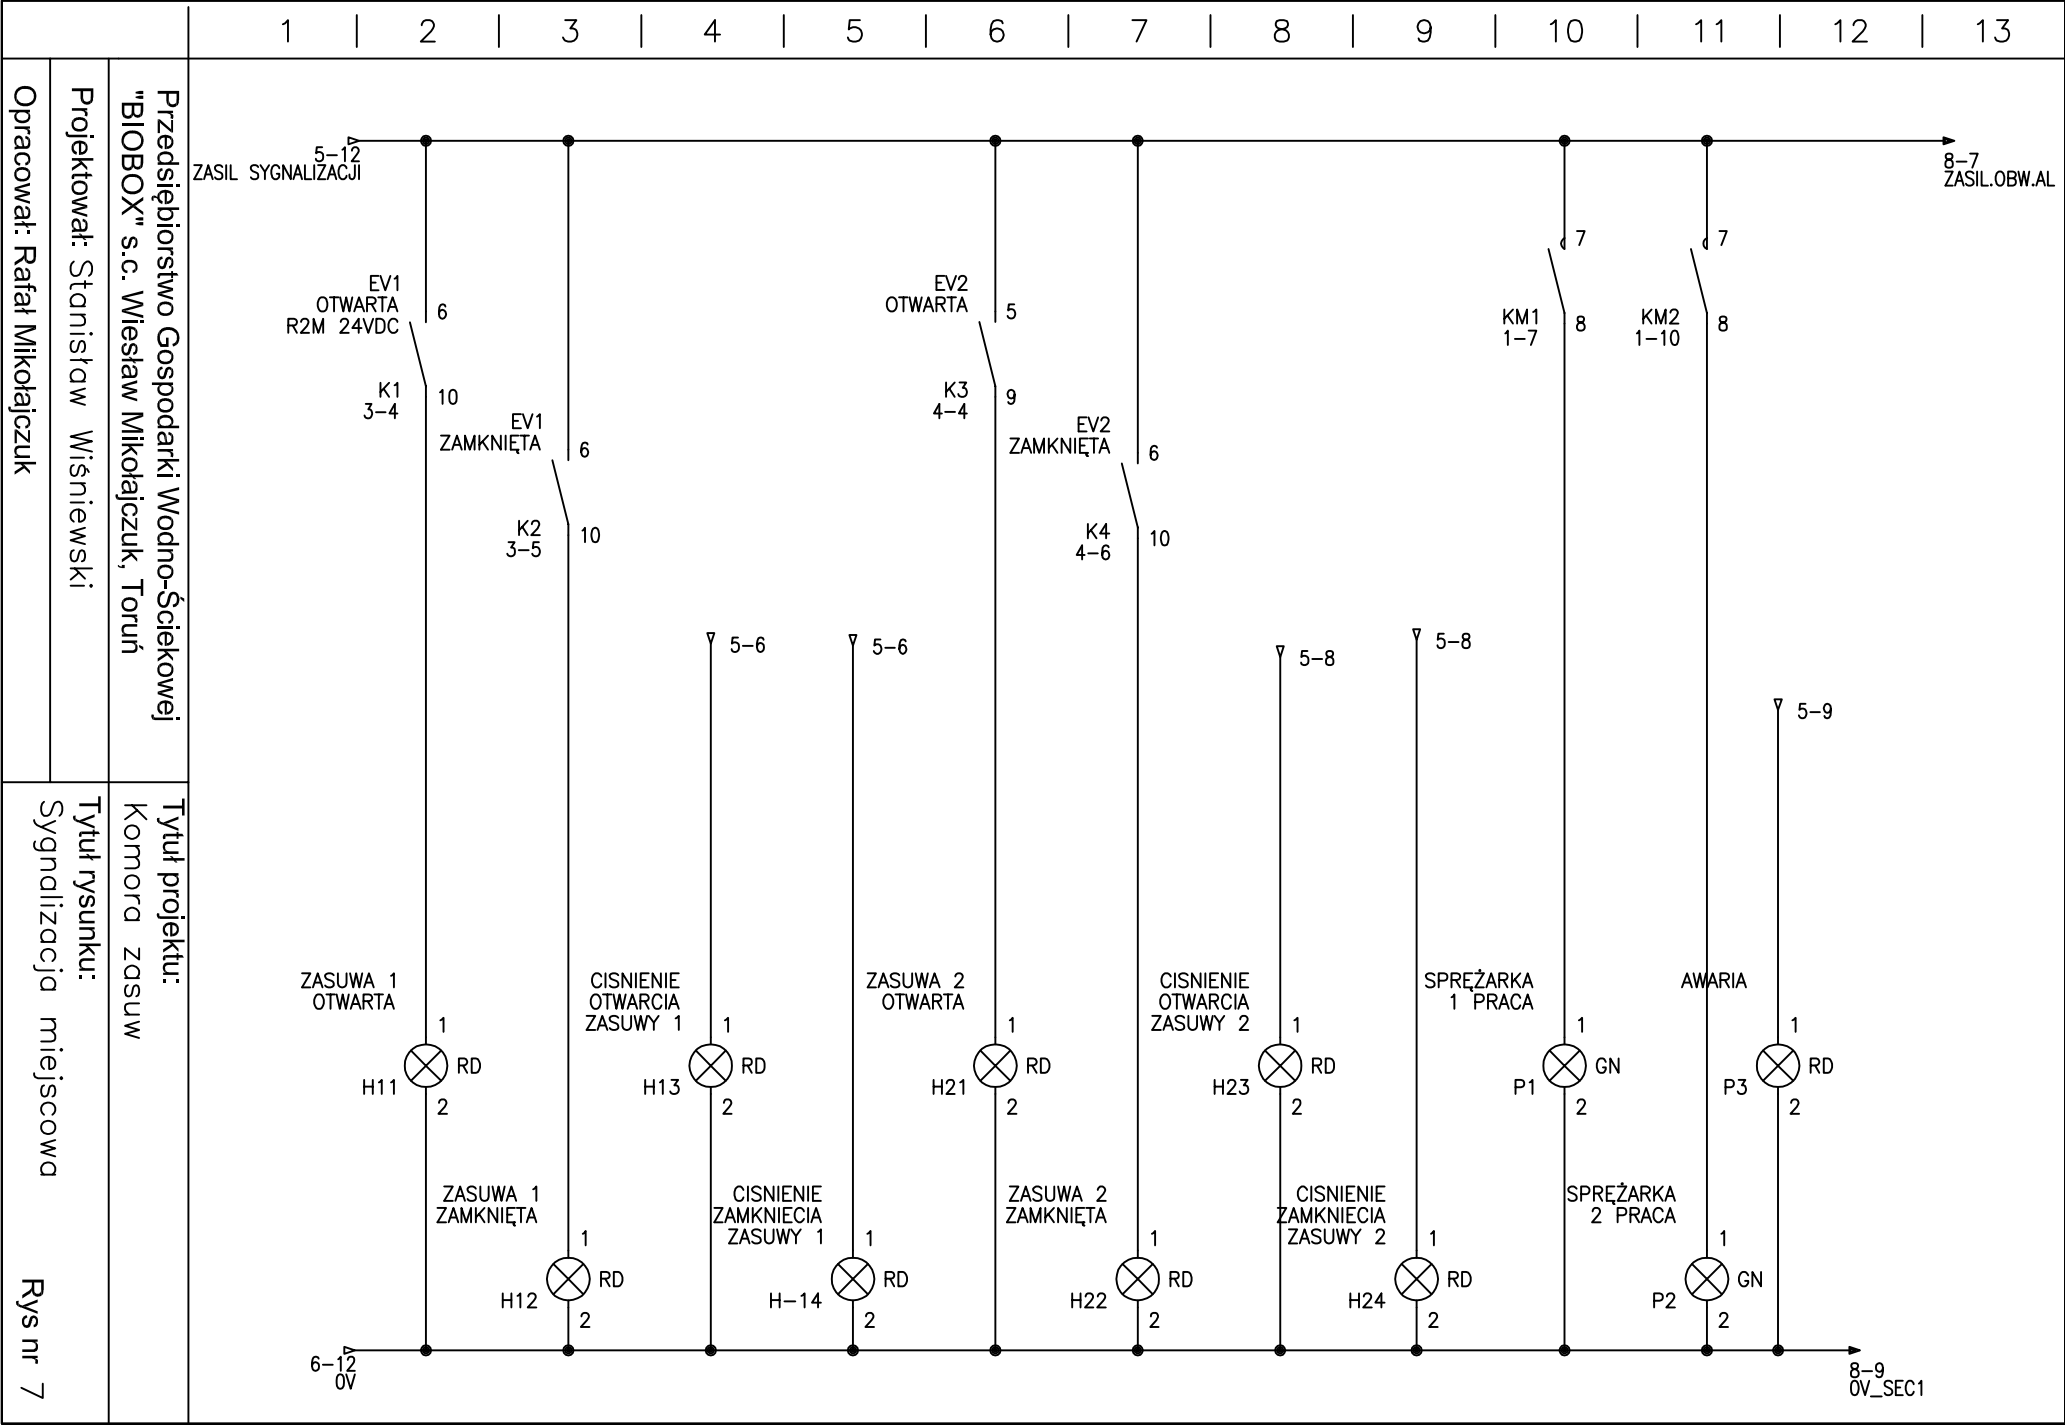 1 2 3 4 5 6 7 8 9 10 11 12 13
Przedsiębiorstwo Gospodarki Wodno-Ściekowej
"BIOBOX" s.c. Wiesław Mikołajczuk, Toruń
Projektował: Stanisław Wiśniewski
Opracował: Rafał Mikołajczuk
Tytuł projektu:
Komora zasuw
Tytuł rysunku:
Sygnalizacja miejscowa
Rys nr 7
5-12
ZASIL SYGNALIZACJI
8-7
ZASIL.OBW.AL
EV1
OTWARTA
R2M 24VDC
6
K1
3-4
10
EV1
ZAMKNIĘTA
6
K2
3-5
10
EV2
OTWARTA
5
K3
4-4
9
EV2
ZAMKNIĘTA
6
K4
4-6
10
7
KM1
1-7
8
7
KM2
1-10
8
5-6
5-6
5-8
5-8
5-9
ZASUWA 1
OTWARTA
1
H11
RD
2
ZASUWA 1
ZAMKNIĘTA
1
H12
RD
2
CISNIENIE
OTWARCIA
ZASUWY 1
1
H13
RD
2
CISNIENIE
ZAMKNIECIA
ZASUWY 1
1
H-14
RD
2
ZASUWA 2
OTWARTA
1
H21
RD
2
ZASUWA 2
ZAMKNIĘTA
1
H22
RD
2
CISNIENIE
OTWARCIA
ZASUWY 2
1
H23
RD
2
CISNIENIE
ZAMKNIECIA
ZASUWY 2
1
H24
RD
2
SPRĘŻARKA
1 PRACA
1
P1
GN
2
SPRĘŻARKA
2 PRACA
1
P2
GN
2
AWARIA
1
P3
RD
2
6-12
0V
8-9
0V_SEC1